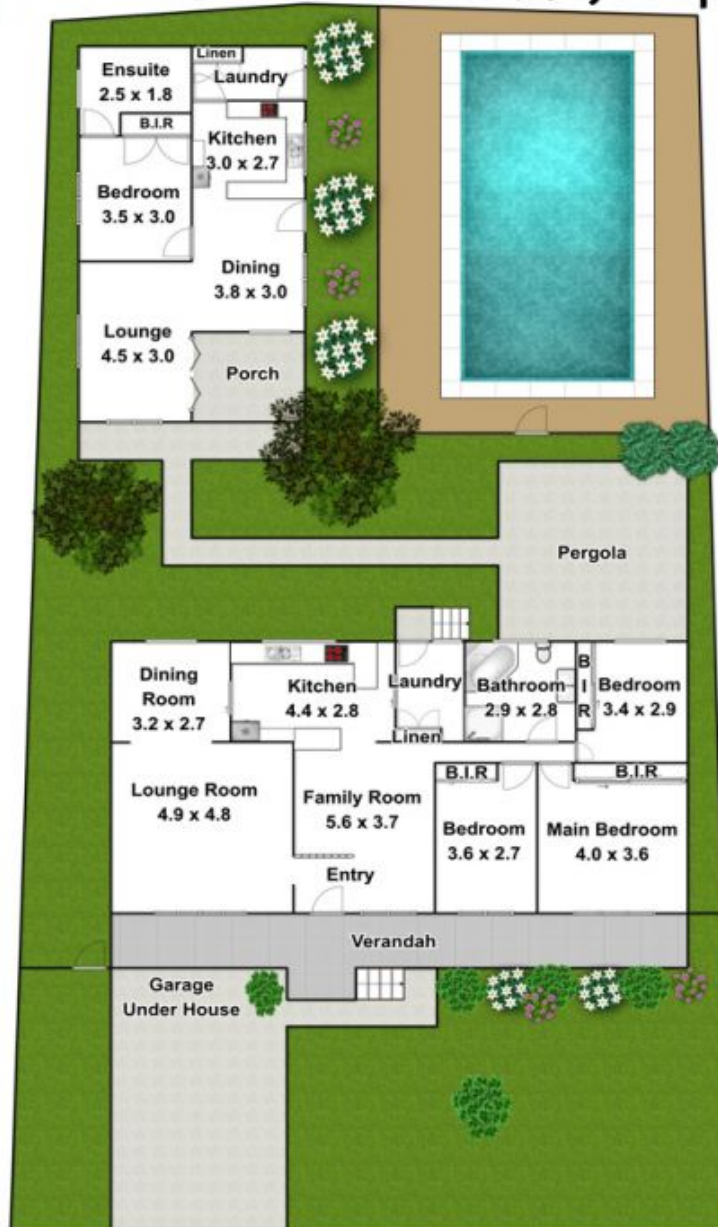 Linen
Ensuite
2.5 x 1.8
Laundry
B.I.R
Kitchen
3.0 x 2.7
Bedroom
3.5 x 3.0
Dining
3.8 x 3.0
Lounge
4.5 x 3.0
Porch
Pergola
Dining
Room
3.2 x 2.7
Kitchen
4.4 x 2.8
Laundry
Linen
Bathroom
2.9 x 2.8
B
I
R
Bedroom
3.4 x 2.9
Lounge Room
4.9 x 4.8
Family Room
5.6 x 3.7
B.I.R
Bedroom
3.6 x 2.7
B.I.R
Main Bedroom
4.0 x 3.6
Entry
Verandah
Garage
Under House